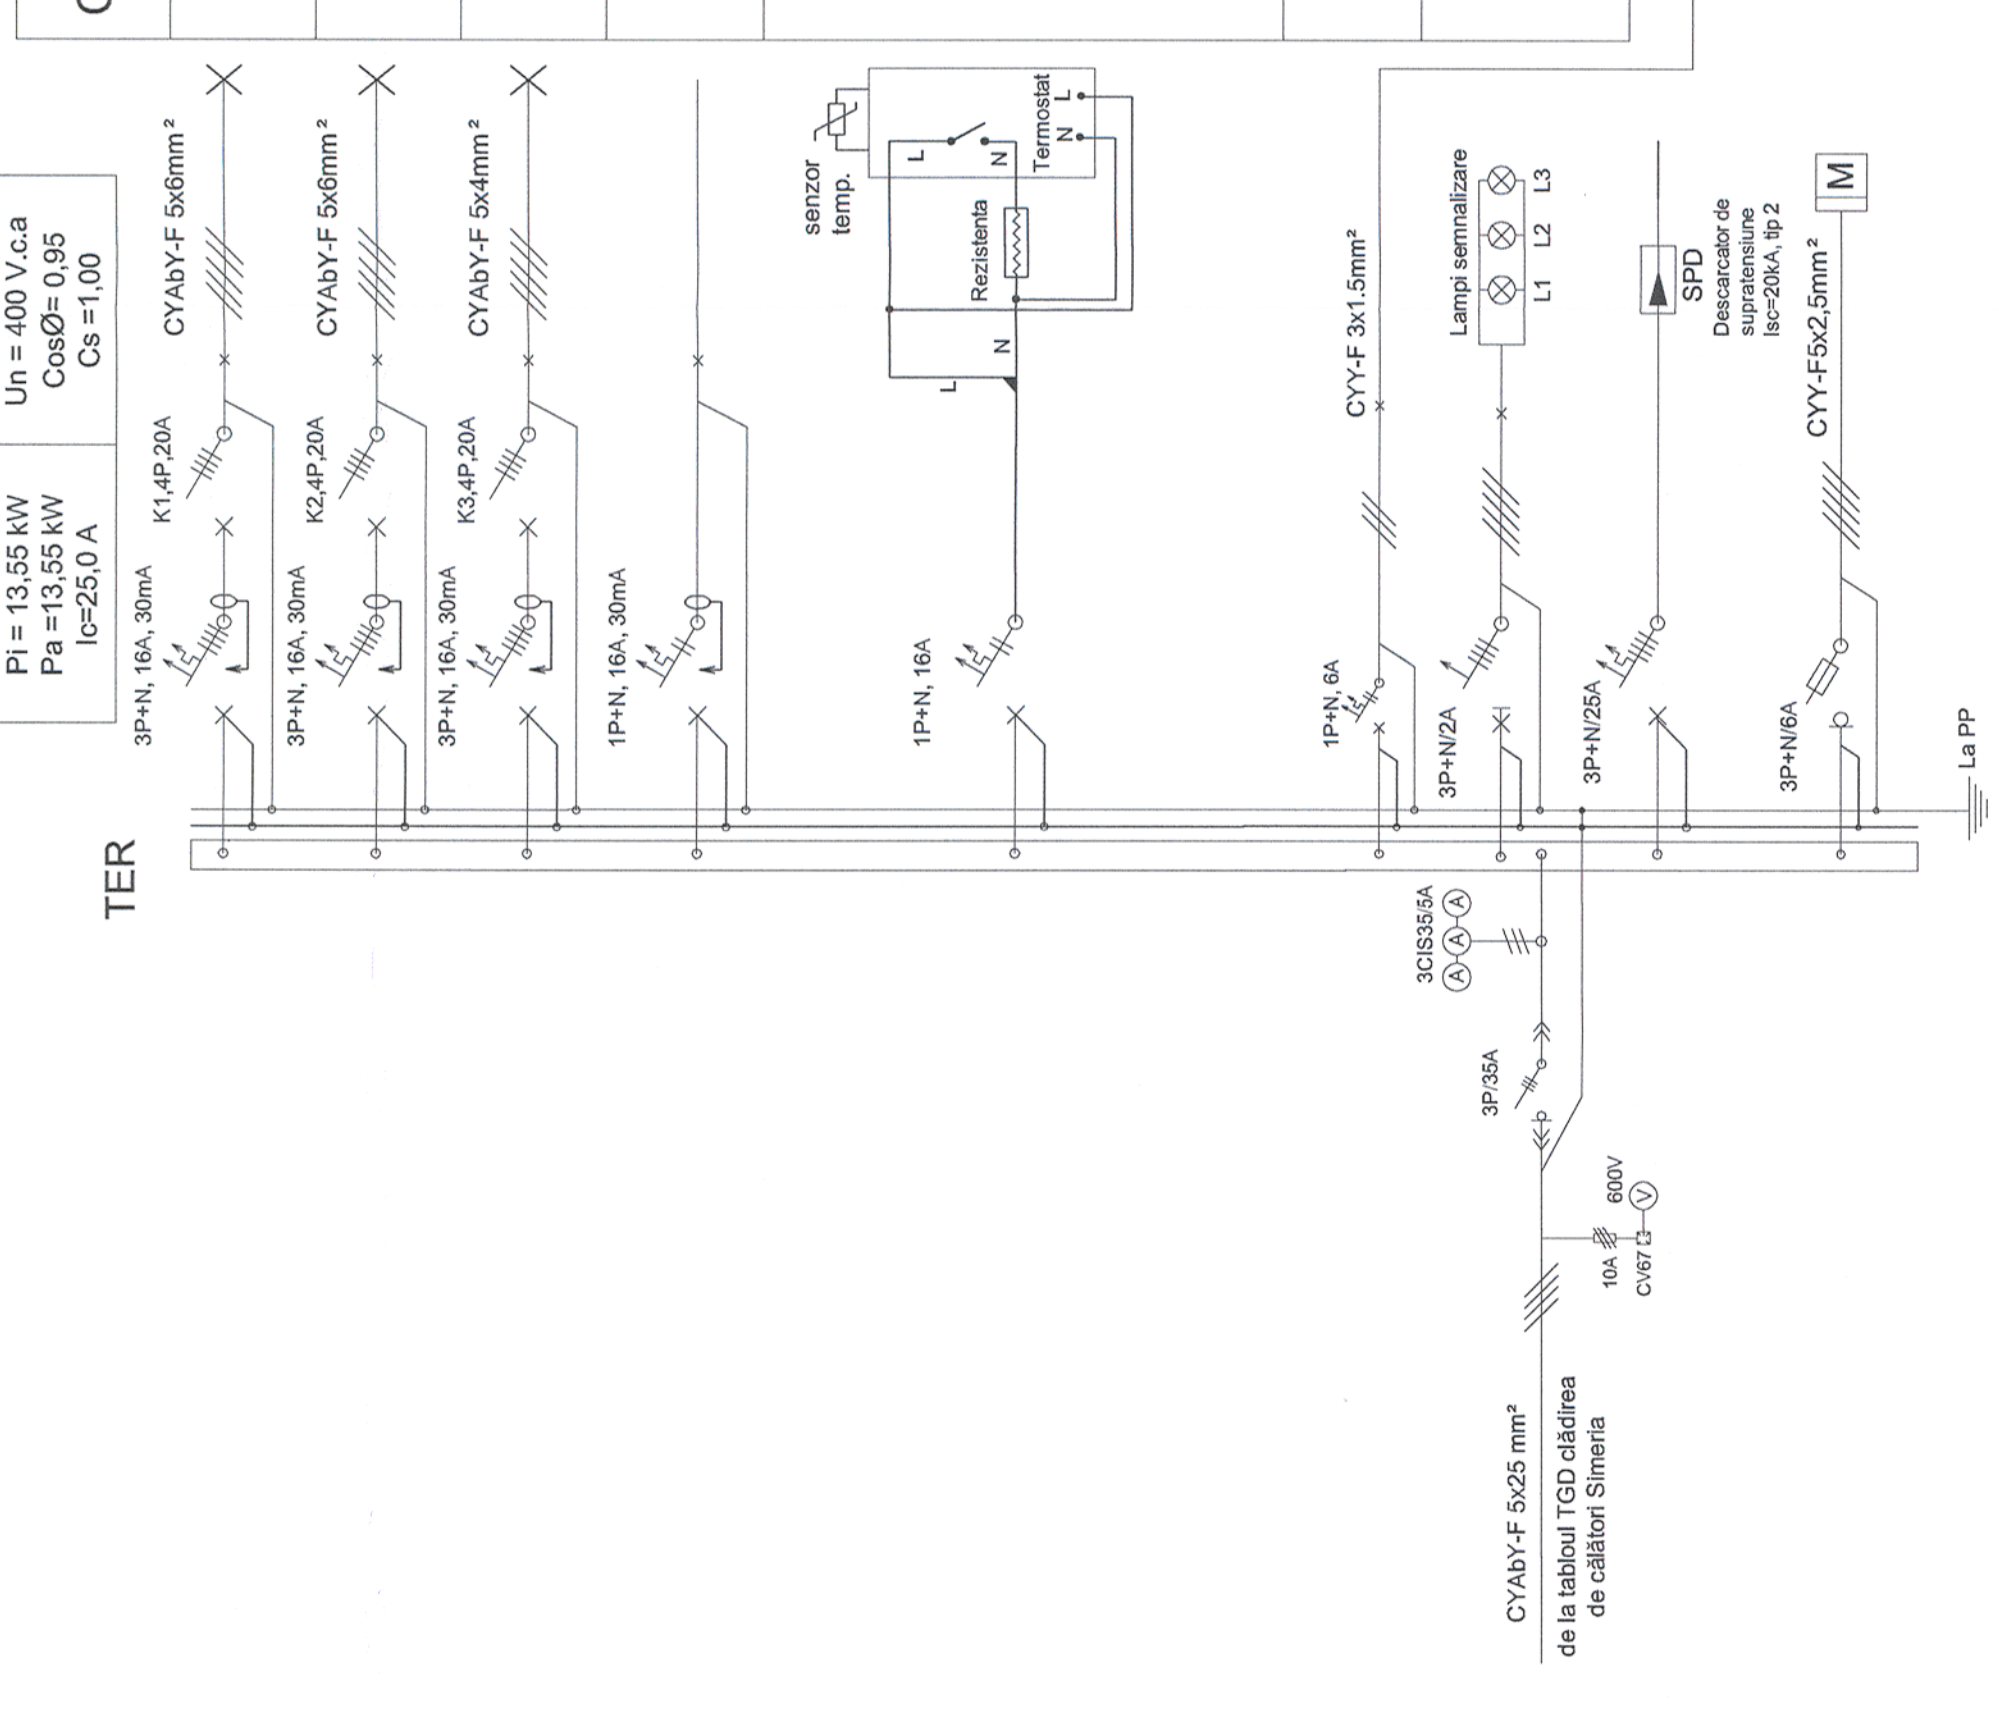 Pi = 13,55 kW
Pa =13,55 kW
Ic=25,0 A
Un = 400 V.c.a
CosØ= 0,95
Cs =1,00
TER
3P+N, 16A, 30mA
K1,4P,20A
CYAbY-F 5x6mm²
3P+N, 16A, 30mA
K2,4P,20A
CYAbY-F 5x6mm²
3P+N, 16A, 30mA
K3,4P,20A
CYAbY-F 5x4mm²
1P+N, 16A, 30mA
1P+N, 16A
L
N
Rezistenta
senzor
temp.
L
N
Termostat
N
L
1P+N, 6A
CYY-F 3x1.5mm²
3P+N/2A
Lampi semnalizare
L1
L2
L3
3P+N/25A
SPD
Descarcator de
supratensiune
Isc=20kA, tip 2
3P+N/6A
CYY-F5x2,5mm²
M
La PP
3CIS35/5A
A
A
A
3P/35A
10A
600V
CV67
V
CYAbY-F 5x25 mm²
de la tabloul TGD clădirea
de călători Simeria